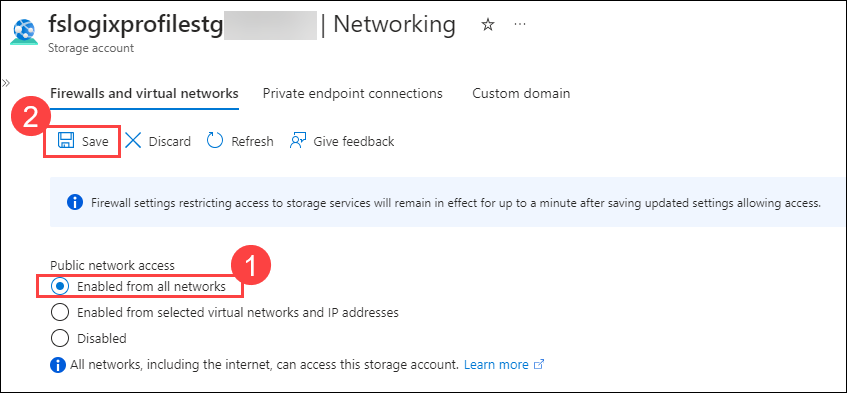 fslogixprofilestg | Networking ☆ ...
Storage account
»
Firewalls and virtual networks Private endpoint connections Custom domain
2
Save Discard Refresh Give feedback
Firewall settings restricting access to storage services will remain in effect for up to a minute after saving updated settings allowing access.
Public network access
1
Enabled from all networks
Enabled from selected virtual networks and IP addresses
Disabled
All networks, including the internet, can access this storage account. Learn more